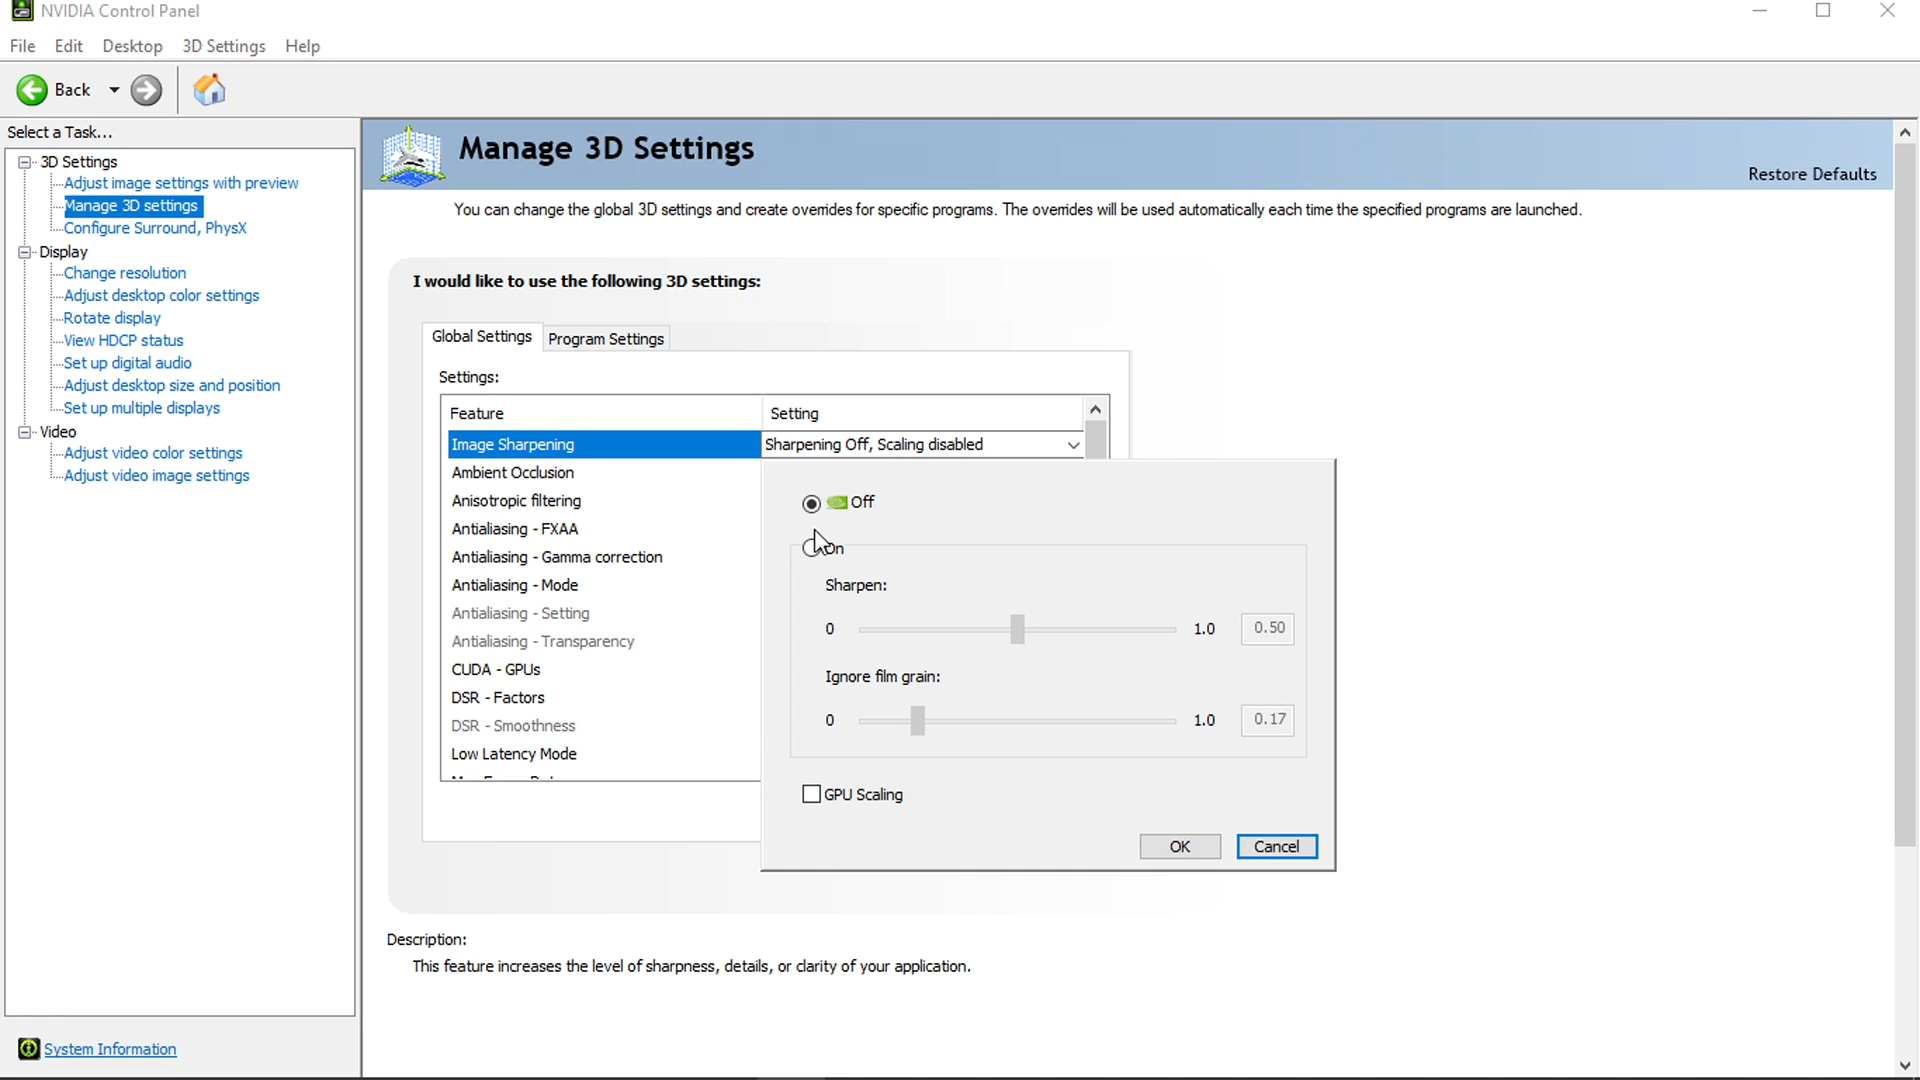 NVIDIA Control Panel
File Edit Desktop 3D Settings Help
Back
Select a Task...
3D Settings
Adjust image settings with preview
Manage 3D settings
Configure Surround, PhysX
Display
Change resolution
Adjust desktop color settings
Rotate display
View HDCP status
Set up digital audio
Adjust desktop size and position
Set up multiple displays
Video
Adjust video color settings
Adjust video image settings
System Information
Manage 3D Settings
Restore Defaults
You can change the global 3D settings and create overrides for specific programs. The overrides will be used automatically each time the specified programs are launched.
I would like to use the following 3D settings:
Global Settings Program Settings
Settings:
Feature Setting
Image Sharpening Sharpening Off, Scaling disabled
Ambient Occlusion
Anisotropic filtering
Antialiasing - FXAA
Antialiasing - Gamma correction
Antialiasing - Mode
Antialiasing - Setting
Antialiasing - Transparency
CUDA - GPUs
DSR - Factors
DSR - Smoothness
Low Latency Mode
Off
On
Sharpen:
0 1.0 0.50
Ignore film grain:
0 1.0 0.17
GPU Scaling
OK Cancel
Description:
This feature increases the level of sharpness, details, or clarity of your application.